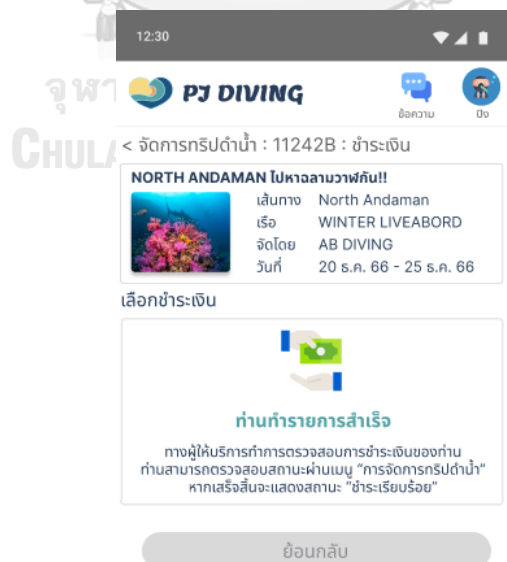 12:30
PJ DIVING
ข้อความ
ปิง
< จัดการทริปดำน้ำ : 11242B : ชำระเงิน
NORTH ANDAMAN ไปหาฉลามวาฬกัน!!
เส้นทาง North Andaman
เรือ WINTER LIVEABORD
จัดโดย AB DIVING
วันที่ 20 ธ.ค. 66 - 25 ธ.ค. 66
เลือกชำระเงิน
ท่านทำรายการสำเร็จ
ทางผู้ให้บริการทำการตรวจสอบการชำระเงินของท่าน
ท่านสามารถตรวจสอบสถานะผ่านเมนู “การจัดการทริปดำน้ำ”
หากเสร็จสิ้นจะแสดงสถานะ “ชำระเรียบร้อย”
ย้อนกลับ
จุฬา
CHULA